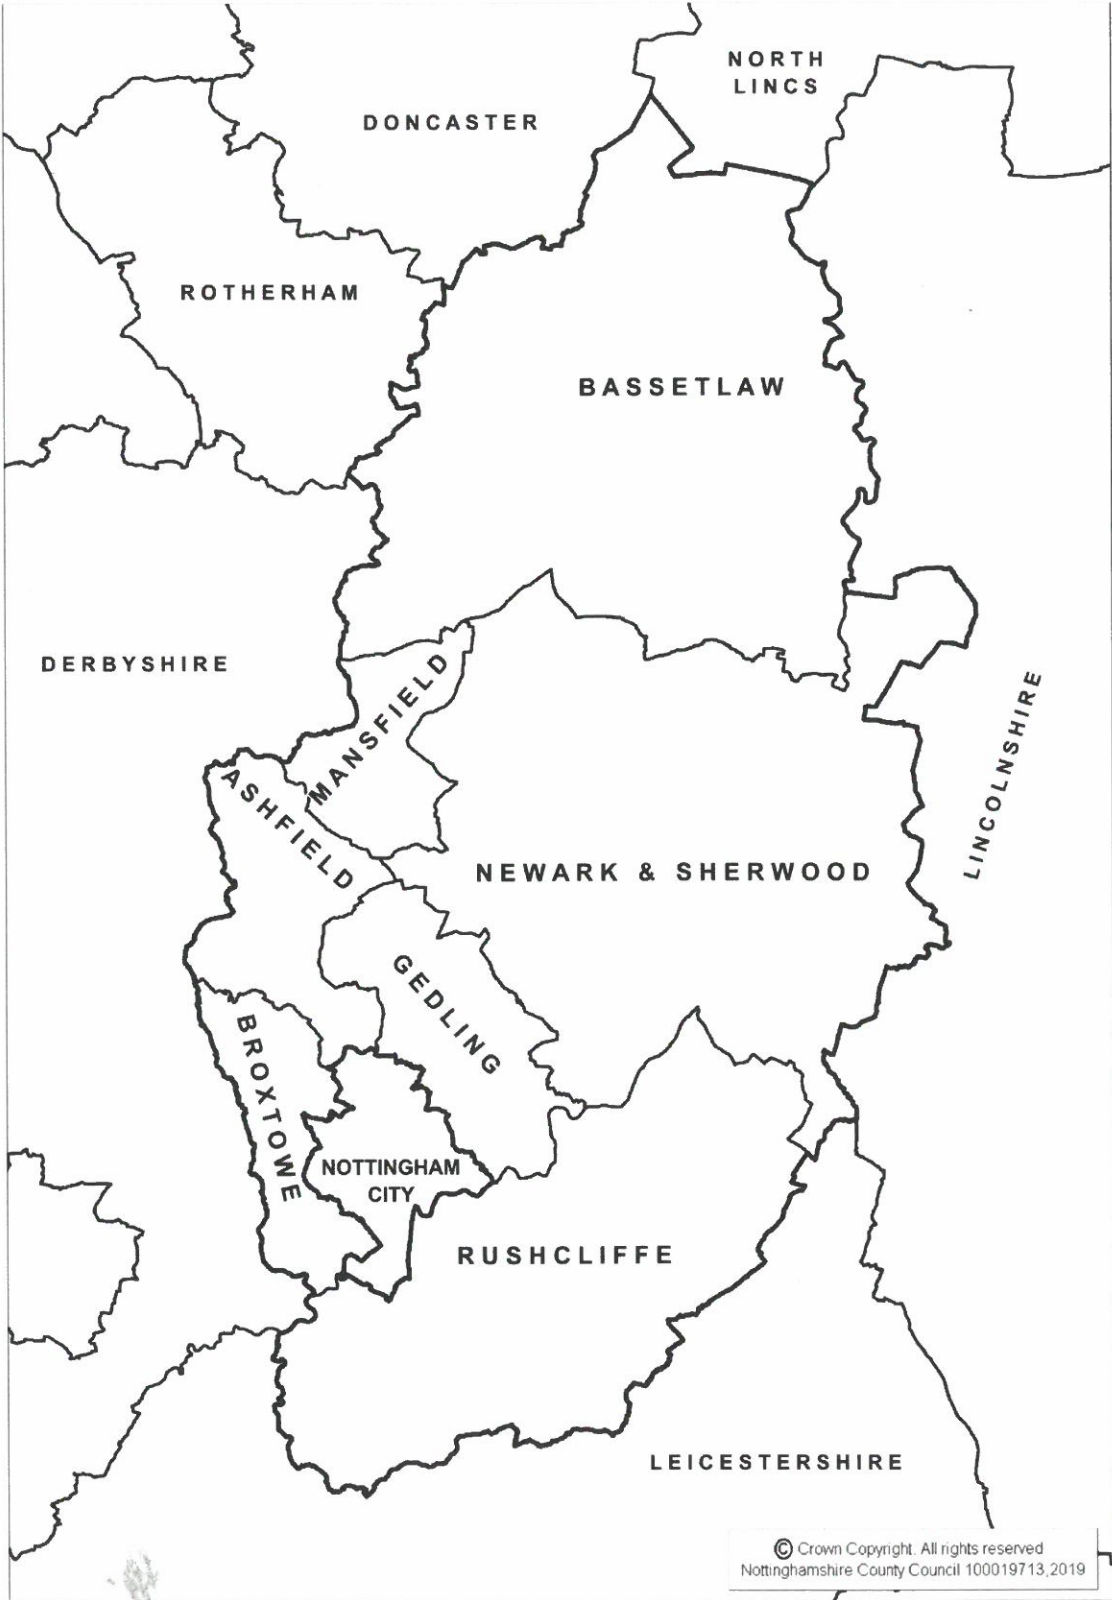 NORTH
LINCS
DONCASTER
ROTHERHAM
BASSETLAW
DERBYSHIRE
MANSFIELD
LINCOLNSHIRE
ASHFIELD
NEWARK & SHERWOOD
GEDLING
BROXTOWE
NOTTINGHAM
CITY
RUSHCLIFFE
LEICESTERSHIRE
© Crown Copyright. All rights reserved
Nottinghamshire County Council 100019713,2019